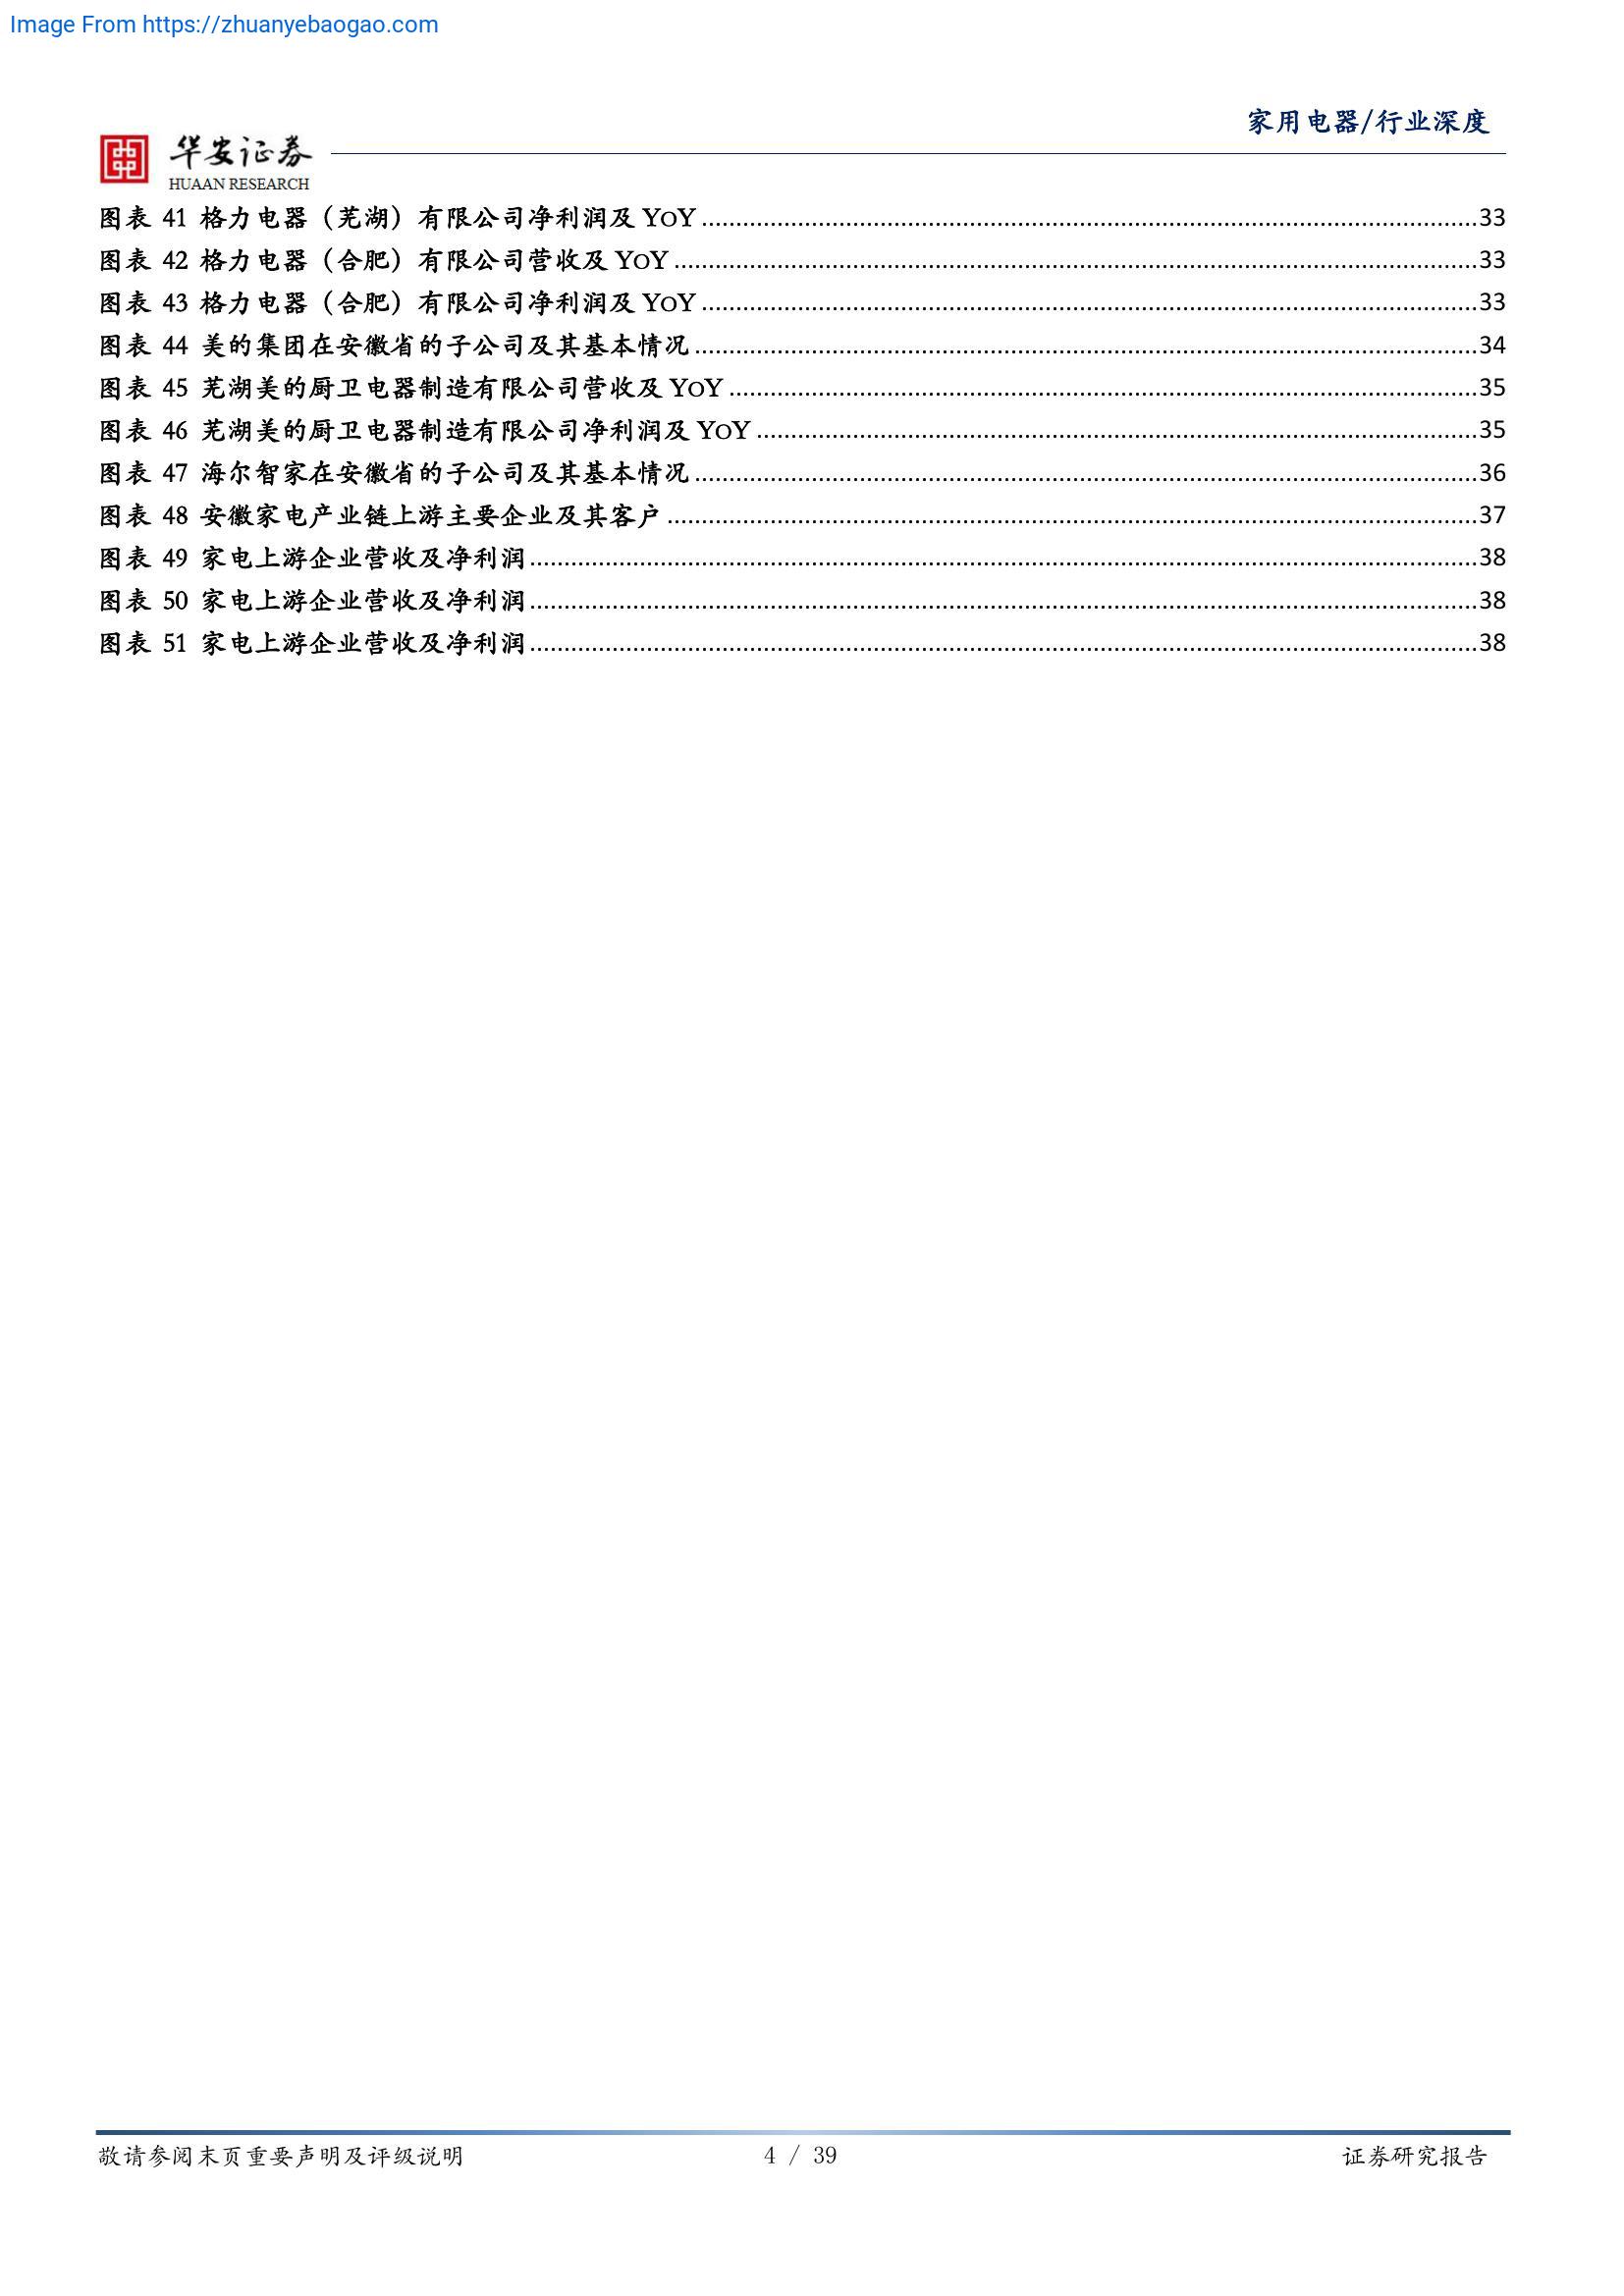 Image From https://zhuanyebaogao.com
家用电器/行业深度
华安证券
HUAAN RESEARCH
图表 41 格力电器（芜湖）有限公司净利润及 YOY ........................................33
图表 42 格力电器（合肥）有限公司营收及 YOY ........................................33
图表 43 格力电器（合肥）有限公司净利润及 YOY ........................................33
图表 44 美的集团在安徽省的子公司及其基本情况 ........................................34
图表 45 芜湖美的厨卫电器制造有限公司营收及 YOY ........................................35
图表 46 芜湖美的厨卫电器制造有限公司净利润及 YOY ........................................35
图表 47 海尔智家在安徽省的子公司及其基本情况 ........................................36
图表 48 安徽家电产业链上游主要企业及其客户 ........................................37
图表 49 家电上游企业营收及净利润 ........................................38
图表 50 家电上游企业营收及净利润 ........................................38
图表 51 家电上游企业营收及净利润 ........................................38
敬请参阅末页重要声明及评级说明
4 / 39
证券研究报告